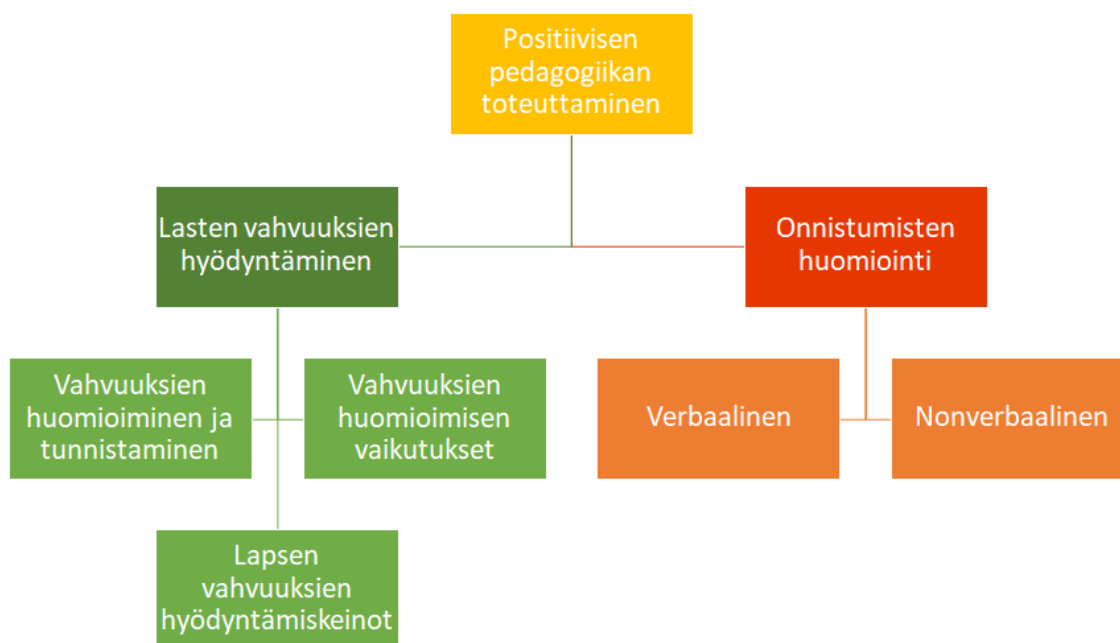 Positiivisen
pedagogiikan
toteuttaminen
Lasten vahvuuksien
hyödyntäminen
Onnistumisten
huomiointi
Vahvuuksien
huomioiminen ja
tunnistaminen
Vahvuuksien
huomioimisen
vaikutukset
Verbaalinen
Nonverbaalinen
Lapsen
vahvuuksien
hyödyntämiskeinot